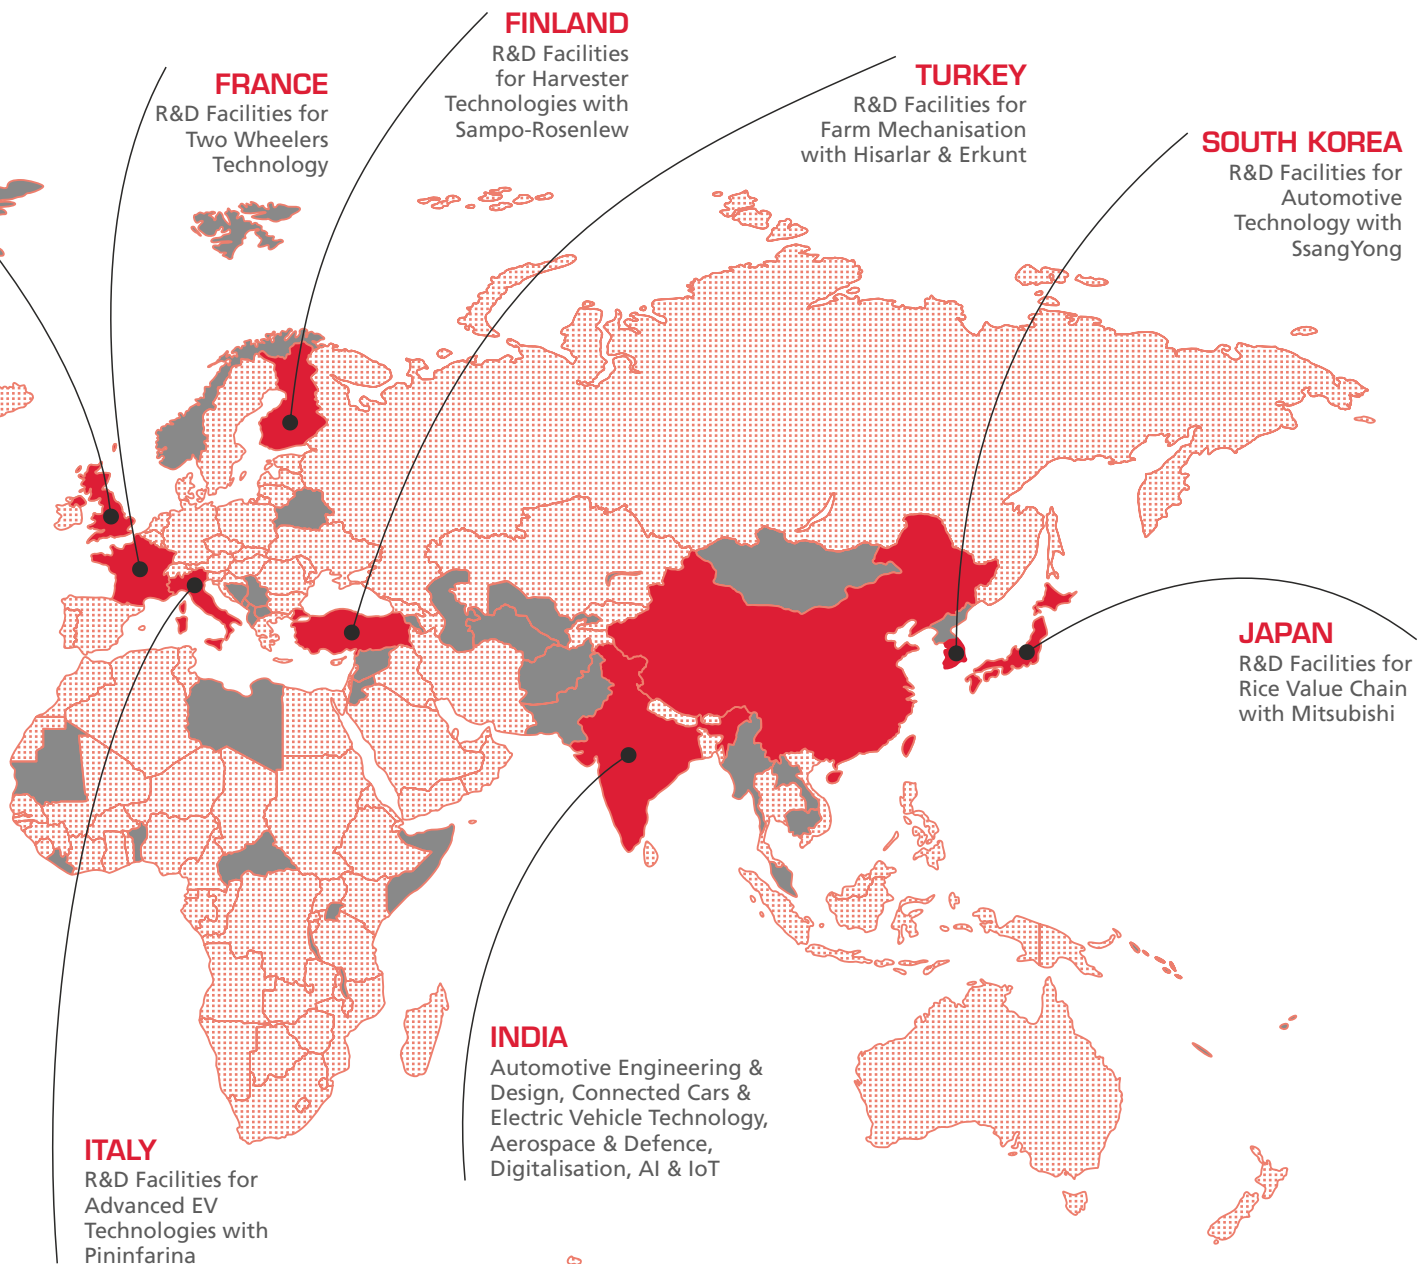 FINLAND
R&D Facilities
for Harvester
Technologies with
Sampo-Rosenlew
FRANCE
R&D Facilities for
Two Wheelers
Technology
TURKEY
R&D Facilities for
Farm Mechanisation
with Hisarlar & Erkunt
SOUTH KOREA
R&D Facilities for
Automotive
Technology with
SsangYong
JAPAN
R&D Facilities for
Rice Value Chain
with Mitsubishi
INDIA
Automotive Engineering &
Design, Connected Cars &
Electric Vehicle Technology,
Aerospace & Defence,
Digitalisation, AI & IoT
ITALY
R&D Facilities for
Advanced EV
Technologies with
Pininfarina